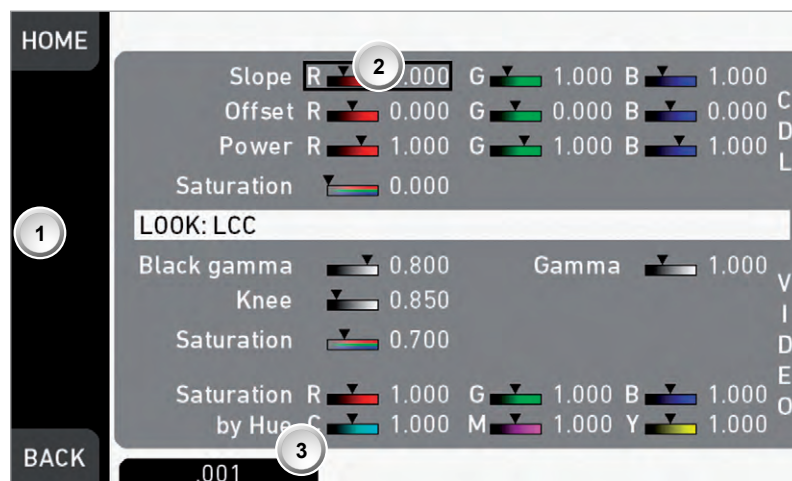 HOME
Slope R 2 .000 G 1.000 B 1.000
Offset R 0.000 G 0.000 B 0.000
Power R 1.000 G 1.000 B 1.000
Saturation 0.000
CDL
1
LOOK: LCC
Black gamma 0.800 Gamma 1.000
Knee 0.850
Saturation 0.700
Saturation R 1.000 G 1.000 B 1.000
by Hue C 1.000 M 1.000 Y 1.000
VIDEO
3
BACK
.001